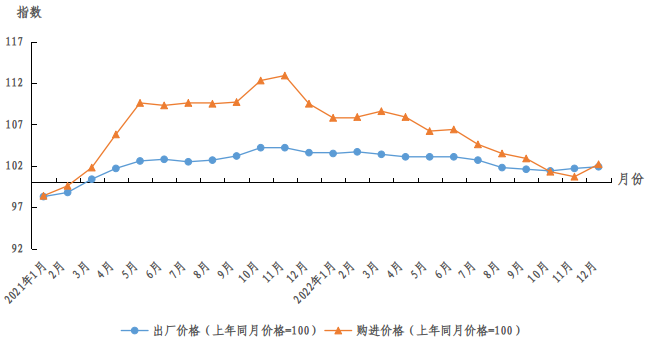 指数
117
112
107
102
97
92
月份
2021年1月
2月
3月
4月
5月
6月
7月
8月
9月
10月
11月
12月
2022年1月
2月
3月
4月
5月
6月
7月
8月
9月
10月
11月
12月
出厂价格（上年同月价格=100） 购进价格（上年同月价格=100）